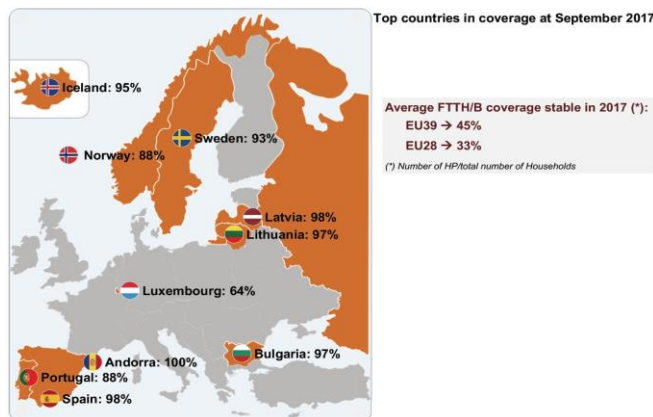 Top countries in coverage at September 2017
Iceland: 95%
Average FTTH/B coverage stable in 2017 (*):
EU39 → 45%
EU28 → 33%
(*) Number of HP/total number of Households
Sweden: 93%
Norway: 88%
Latvia: 98%
Lithuania: 97%
Luxembourg: 64%
Bulgaria: 97%
Andorra: 100%
Portugal: 88%
Spain: 98%